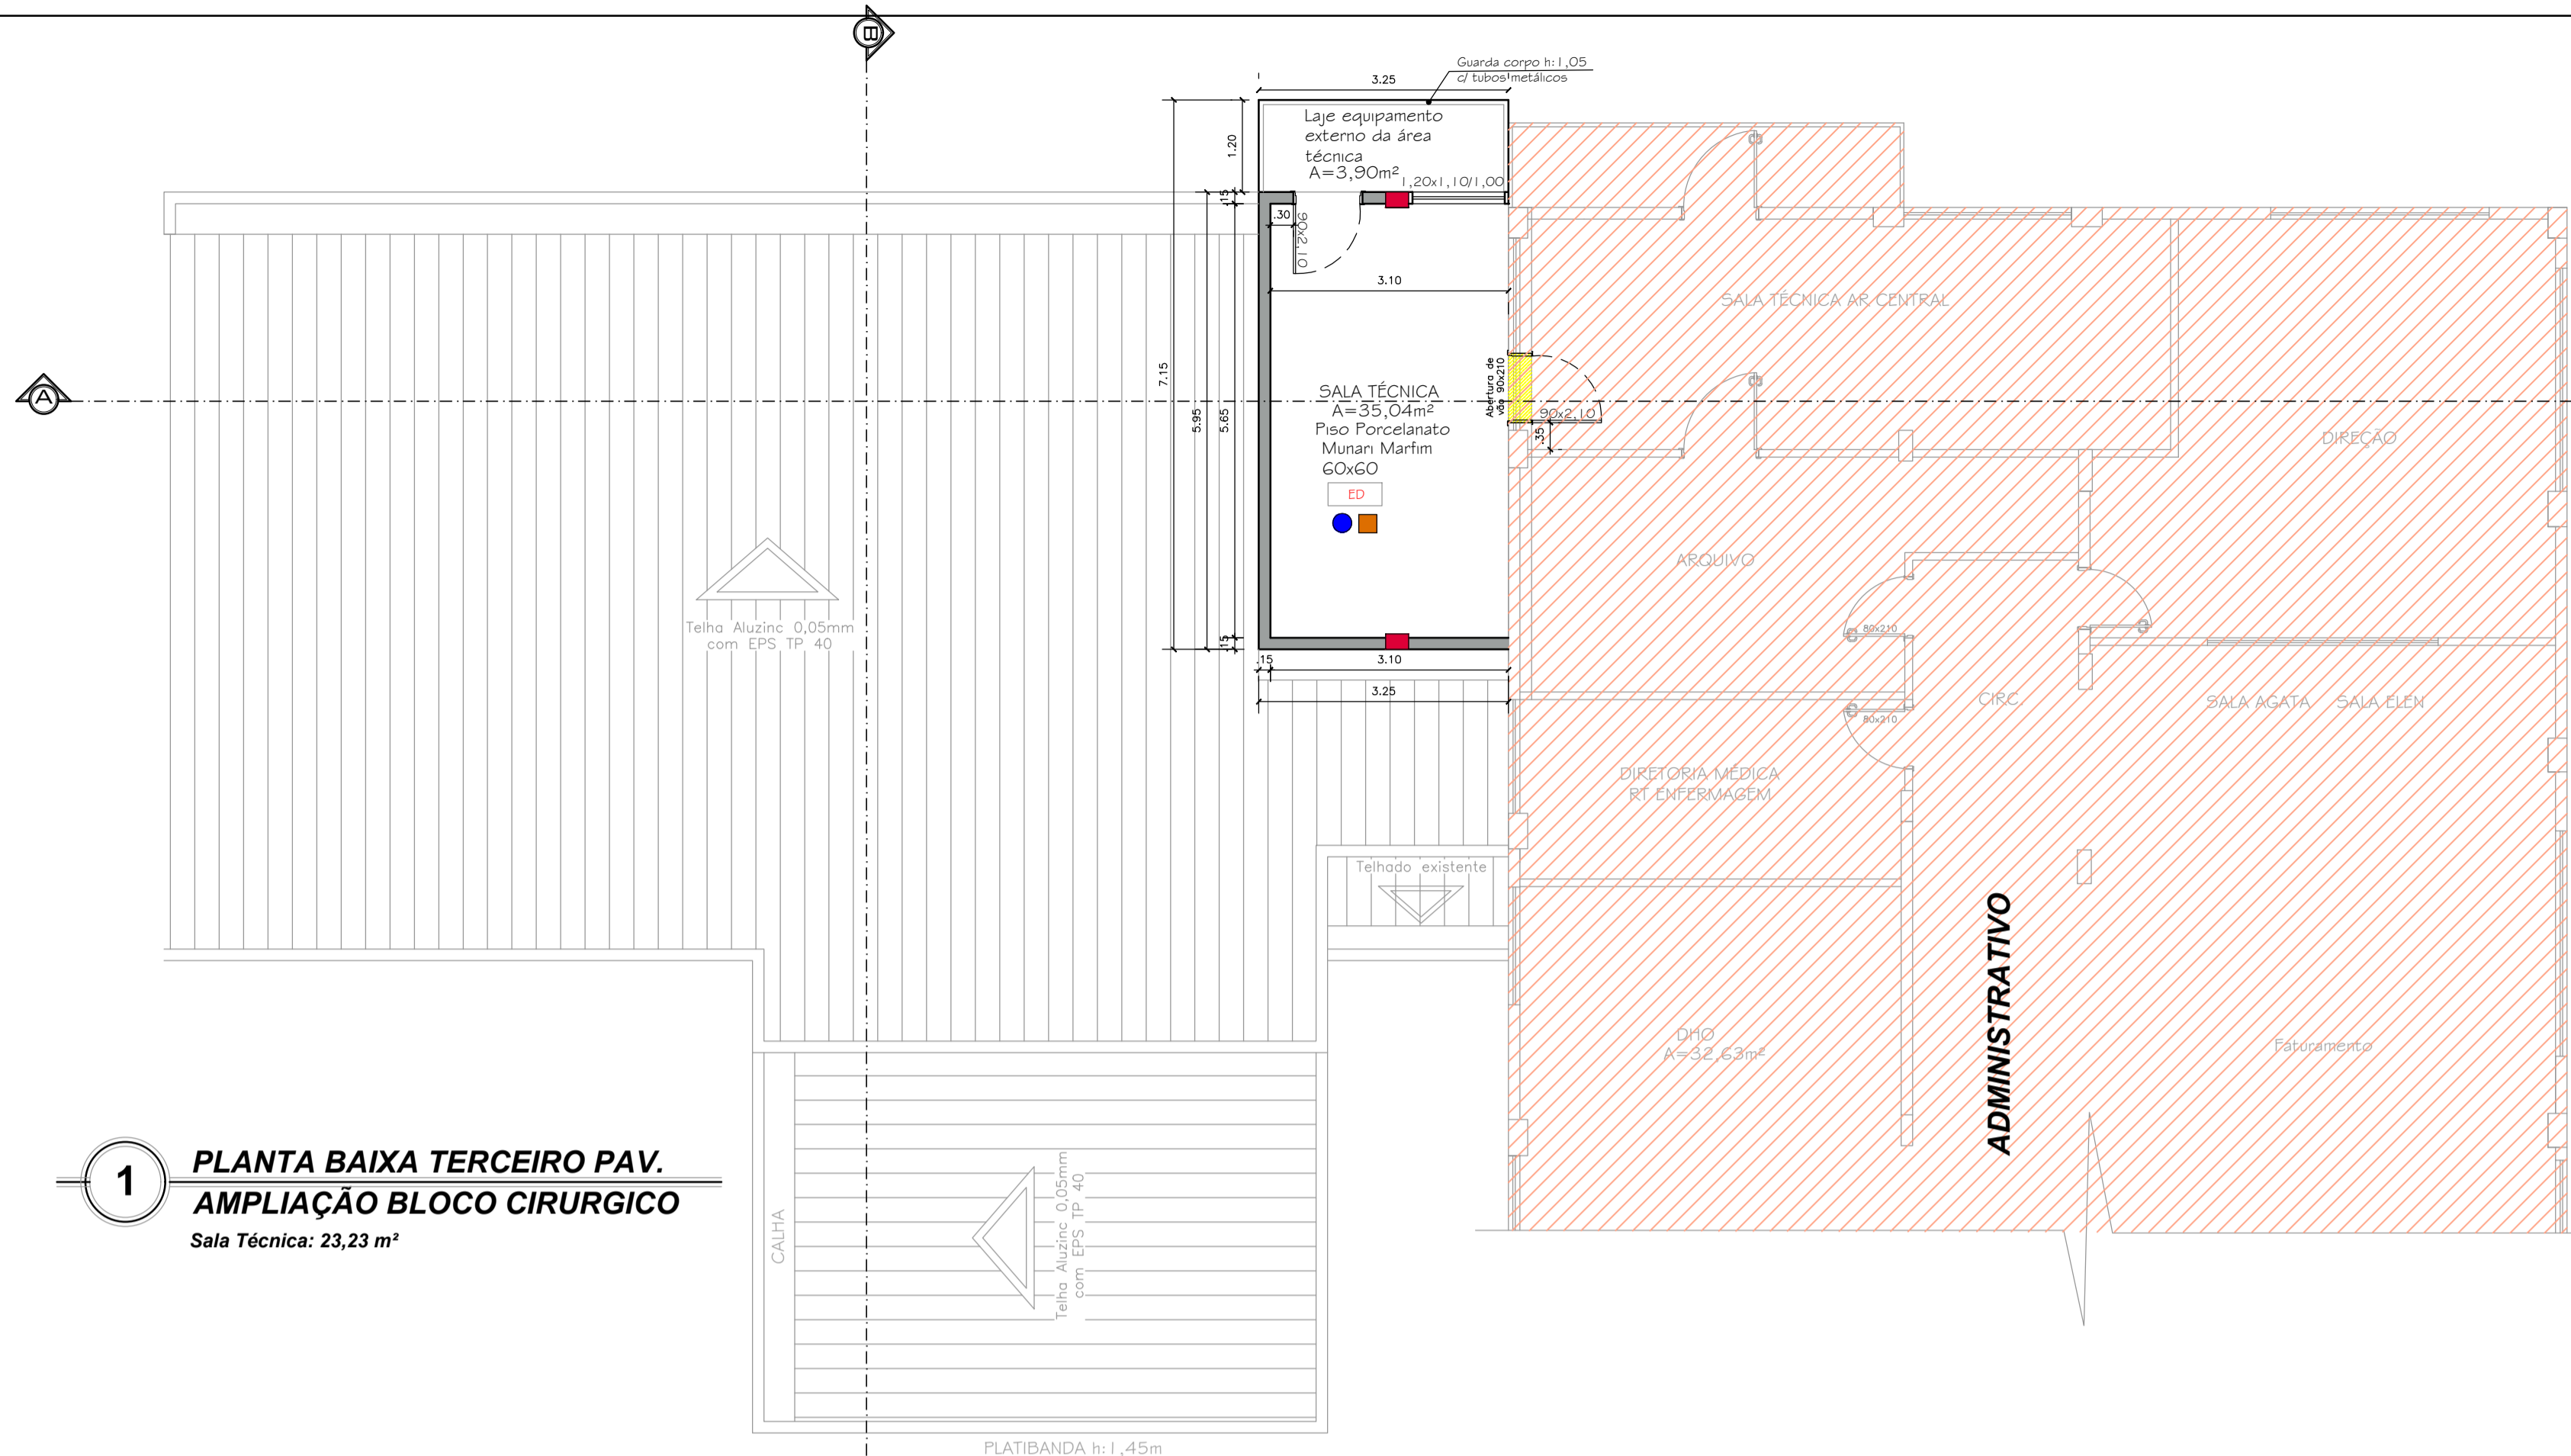 B
Guarda corpo h:1,05
c/ tubos metálicos
3.25
1.20
Laje equipamento
externo da área
técnica
A=3,90m²
1,20x1,10/1,00
.15
.30
90x2,10
3.10
7.15
5.95
5.65
A
SALA TÉCNICA
A=35,04m²
Piso Porcelanato
Munari Marfim
60x60
ED
Abertura de
vão 90x210
90x2,10
.35
SALA TÉCNICA AR CENTRAL
DIREÇÃO
ARQUIVO
80x210
80x210
CIRC.
SALA AGATA
SALA ELEN
.15
.15
3.10
3.25
Telha Aluzinc 0,05mm
com EPS TP 40
DIRETORIA MÉDICA
RT ENFERMAGEM
Telhado existente
ADMINISTRATIVO
DHO
A=32,63m²
Faturamento
1
PLANTA BAIXA TERCEIRO PAV.
AMPLIAÇÃO BLOCO CIRURGICO
Sala Técnica: 23,23 m²
CALHA
Telha Aluzinc 0,05mm
com EPS TP 40
PLATIBANDA h:1,45m